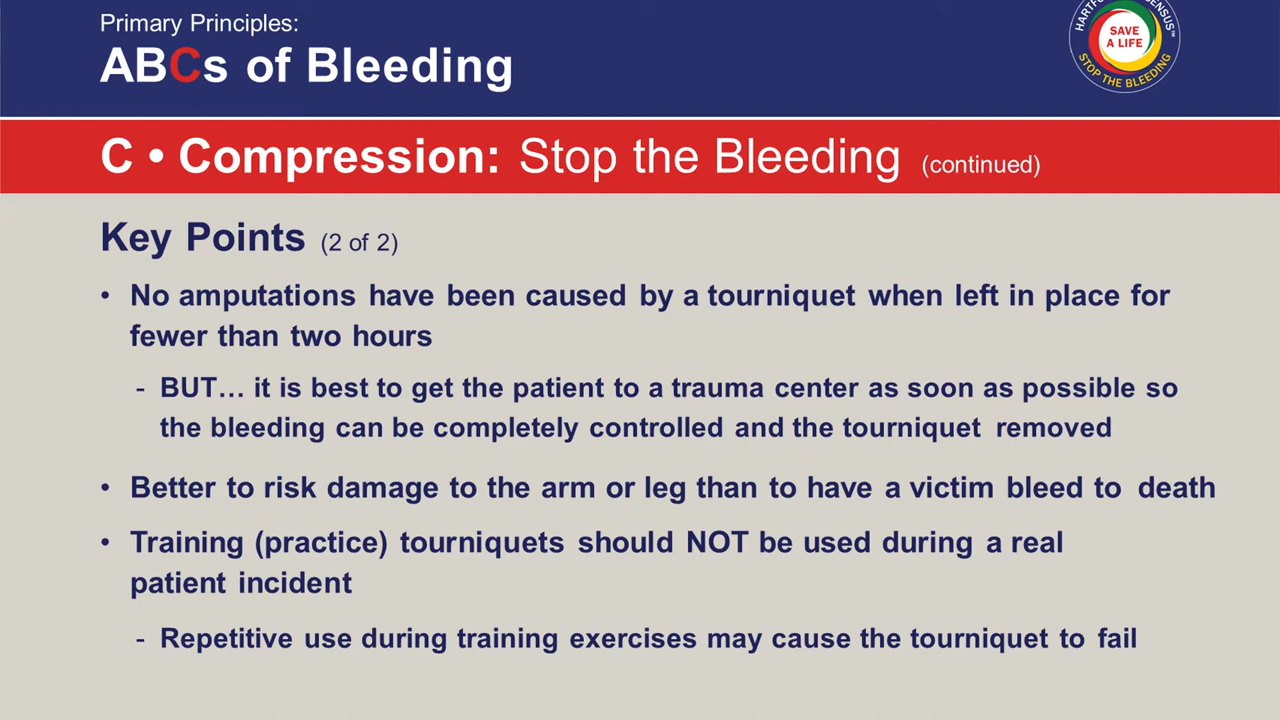 Primary Principles:
ABCs of Bleeding
SAVE
A LIFE
STOP THE BLEEDING
C • Compression: Stop the Bleeding (continued)
Key Points (2 of 2)
• No amputations have been caused by a tourniquet when left in place for
fewer than two hours
- BUT… it is best to get the patient to a trauma center as soon as possible so
the bleeding can be completely controlled and the tourniquet removed
• Better to risk damage to the arm or leg than to have a victim bleed to death
• Training (practice) tourniquets should NOT be used during a real
patient incident
- Repetitive use during training exercises may cause the tourniquet to fail